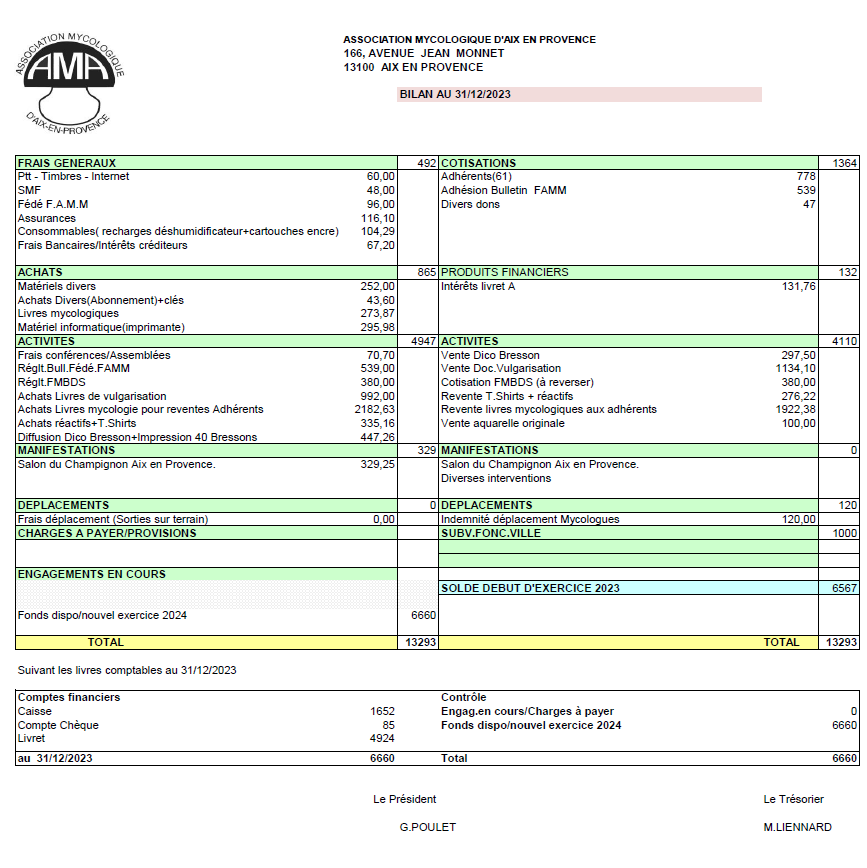 ASSOCIATION MYCOLOGIQUE
AMA
D'AIX-EN-PROVENCE
ASSOCIATION MYCOLOGIQUE D'AIX EN PROVENCE
166, AVENUE JEAN MONNET
13100 AIX EN PROVENCE
BILAN AU 31/12/2023
FRAIS GENERAUX 492 COTISATIONS 1364
Ptt - Timbres - Internet 60,00 Adhérents(61) 778
SMF 48,00 Adhésion Bulletin FAMM 539
Fédé F.A.M.M 96,00 Divers dons 47
Assurances 116,10
Consommables( recharges déshumidificateur+cartouches encre) 104,29
Frais Bancaires/Intérêts créditeurs 67,20
ACHATS 865 PRODUITS FINANCIERS 132
Matériels divers 252,00 Intérêts livret A 131,76
Achats Divers(Abonnement)+clés 43,60
Livres mycologiques 273,87
Matériel informatique(imprimante) 295,98
ACTIVITES 4947 ACTIVITES 4110
Frais conférences/Assemblées 70,70 Vente Dico Bresson 297,50
Réglt.Bull.Fédé.FAMM 539,00 Vente Doc.Vulgarisation 1134,10
Réglt.FMBDS 380,00 Cotisation FMBDS (à reverser) 380,00
Achats Livres de vulgarisation 992,00 Revente T.Shirts + réactifs 276,22
Achats Livres mycologie pour reventes Adhérents 2182,63 Revente livres mycologiques aux adhérents 1922,38
Achats réactifs+T.Shirts 335,16 Vente aquarelle originale 100,00
Diffusion Dico Bresson+Impression 40 Bressons 447,26
MANIFESTATIONS 329 MANIFESTATIONS 0
Salon du Champignon Aix en Provence. 329,25 Salon du Champignon Aix en Provence.
Diverses interventions
DEPLACEMENTS 0 DEPLACEMENTS 120
Frais déplacement (Sorties sur terrain) 0,00 Indemnité déplacement Mycologues 120,00
CHARGES A PAYER/PROVISIONS SUBV.FONC.VILLE 1000
ENGAGEMENTS EN COURS
SOLDE DEBUT D'EXERCICE 2023 6567
Fonds dispo/nouvel exercice 2024 6660
TOTAL 13293 TOTAL 13293
Suivant les livres comptables au 31/12/2023
Comptes financiers Contrôle
Caisse 1652 Engag.en cours/Charges à payer 0
Compte Chèque 85 Fonds dispo/nouvel exercice 2024 6660
Livret 4924
au 31/12/2023 6660 Total 6660
Le Président Le Trésorier
G.POULET M.LIENNARD